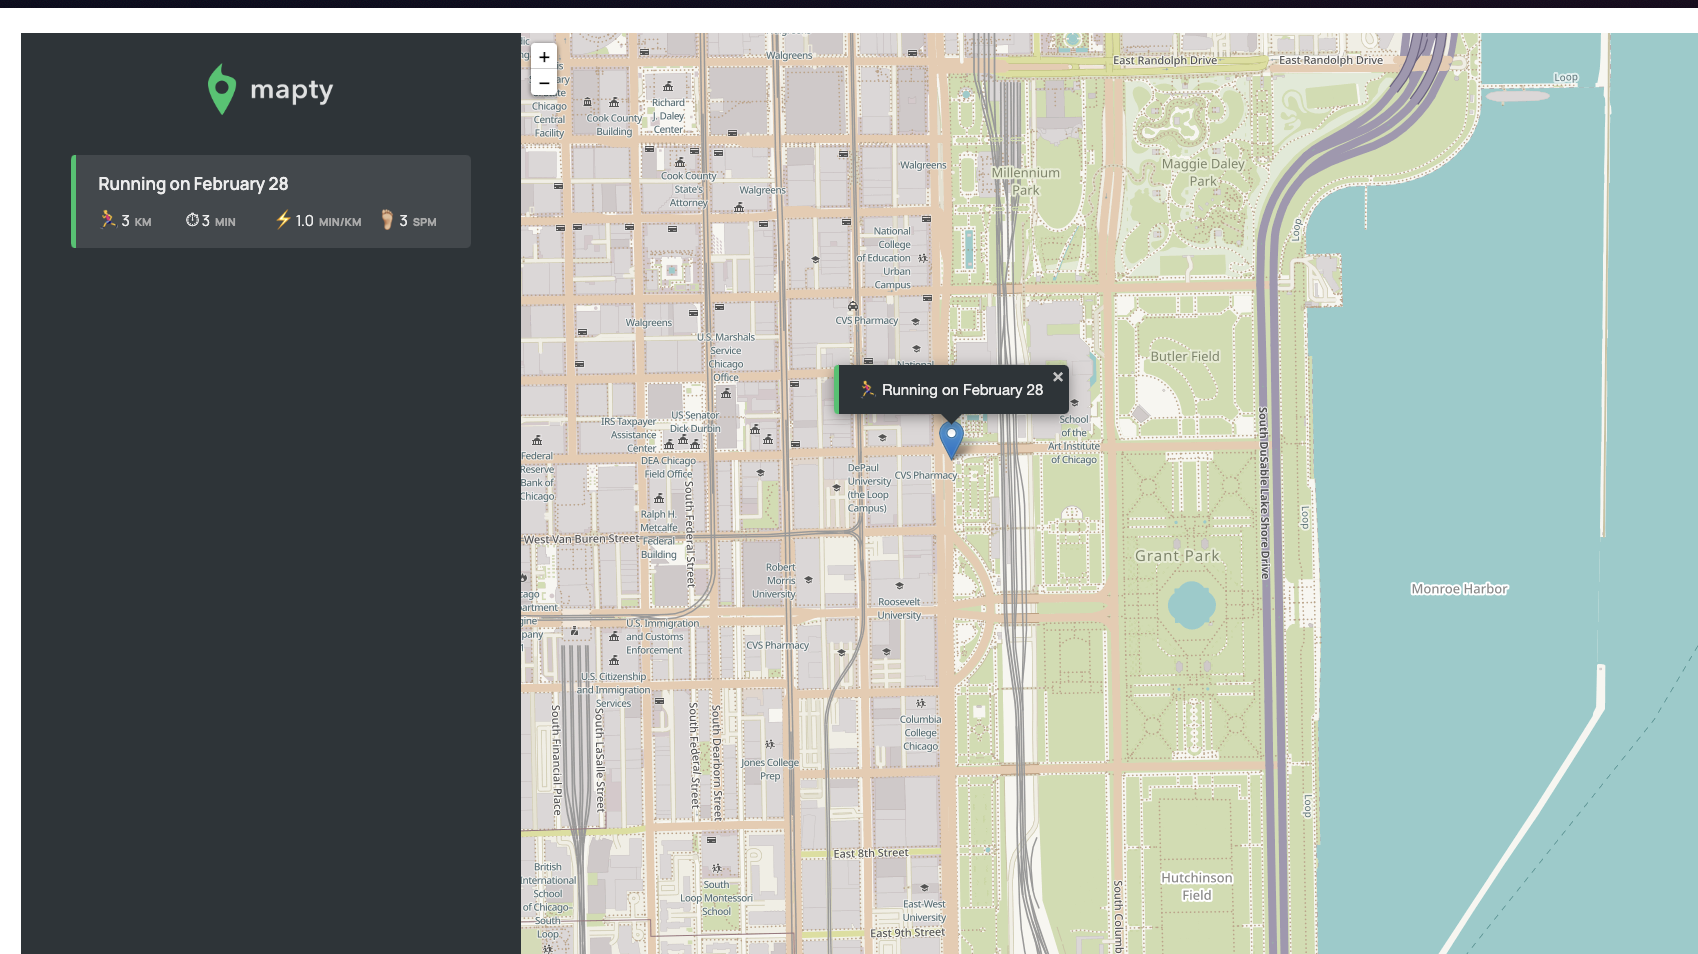 mapty
Running on February 28
3 KM
3 MIN
1.0 MIN/KM
3 SPM
+
−
Walgreens
East Randolph Drive
East Randolph Drive
Loop
Chicago
Central
Facility
Cook County
Building
Richard
J. Daley
Center
Walgreens
Millennium
Park
Maggie Daley
Park
Cook County
State's
Attorney
Walgreens
Loop
National
College
of Education
Urban
Campus
Walgreens
CVS Pharmacy
U.S. Marshals
Service
Chicago
Office
Butler Field
National
Running on February 28
×
US Senator
Dick Durbin
IRS Taxpayer
Assistance
Center
DEA Chicago
Field Office
School
of the
Art Institute
of Chicago
Federal
Reserve
Bank of
Chicago
DePaul
University
(the Loop
Campus)
CVS Pharmacy
South DuSable Lake Shore Drive
Loop
South Federal Street
Ralph H.
Metcalfe
Federal
Building
West Van Buren Street
Grant Park
Robert
Morris
University
Monroe Harbor
Roosevelt
University
U.S. Immigration
and Customs
Enforcement
CVS Pharmacy
U.S. Citizenship
and Immigration
Services
South Financial Place
South LaSalle Street
South Federal Street
South Dearborn Street
Columbia
College
Chicago
Jones College
Prep
Loop
East 8th Street
British
International
School
of Chicago–
South
Loop
South
Loop Montessori
School
Hutchinson
Field
East-West
University
East 9th Street
South Columb